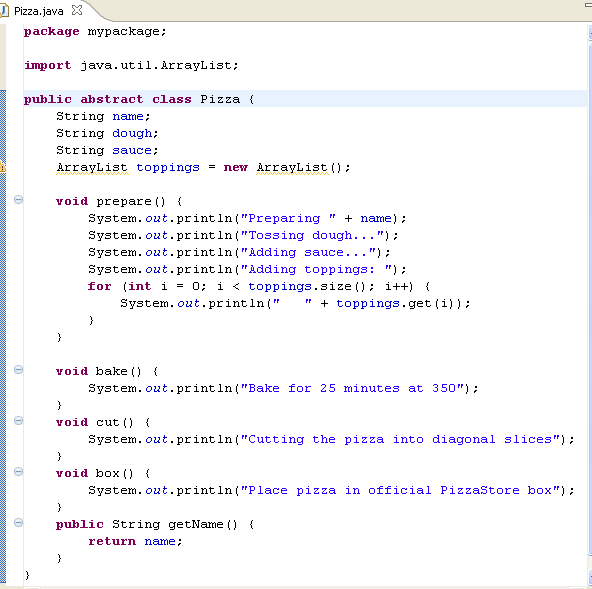 Pizza.java
package mypackage;
import java.util.ArrayList;
public abstract class Pizza {
    String name;
    String dough;
    String sauce;
    ArrayList toppings = new ArrayList();
    void prepare() {
        System.out.println("Preparing " + name);
        System.out.println("Tossing dough...");
        System.out.println("Adding sauce...");
        System.out.println("Adding toppings: ");
        for (int i = 0; i < toppings.size(); i++) {
            System.out.println("   " + toppings.get(i));
        }
    }
    void bake() {
        System.out.println("Bake for 25 minutes at 350");
    }
    void cut() {
        System.out.println("Cutting the pizza into diagonal slices");
    }
    void box() {
        System.out.println("Place pizza in official PizzaStore box");
    }
    public String getName() {
        return name;
    }
}